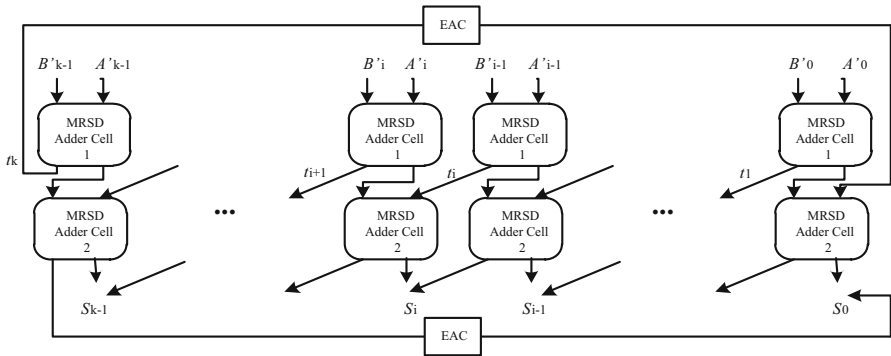 EAC
B'k-1 A'k-1 B'i A'i B'i-1 A'i-1 B'0 A'0
MRSD Adder Cell 1
MRSD Adder Cell 1
MRSD Adder Cell 1
MRSD Adder Cell 1
tk ti+1 ti t1
MRSD Adder Cell 2
... 
MRSD Adder Cell 2
MRSD Adder Cell 2
...
MRSD Adder Cell 2
Sk-1 Si Si-1 S0
EAC